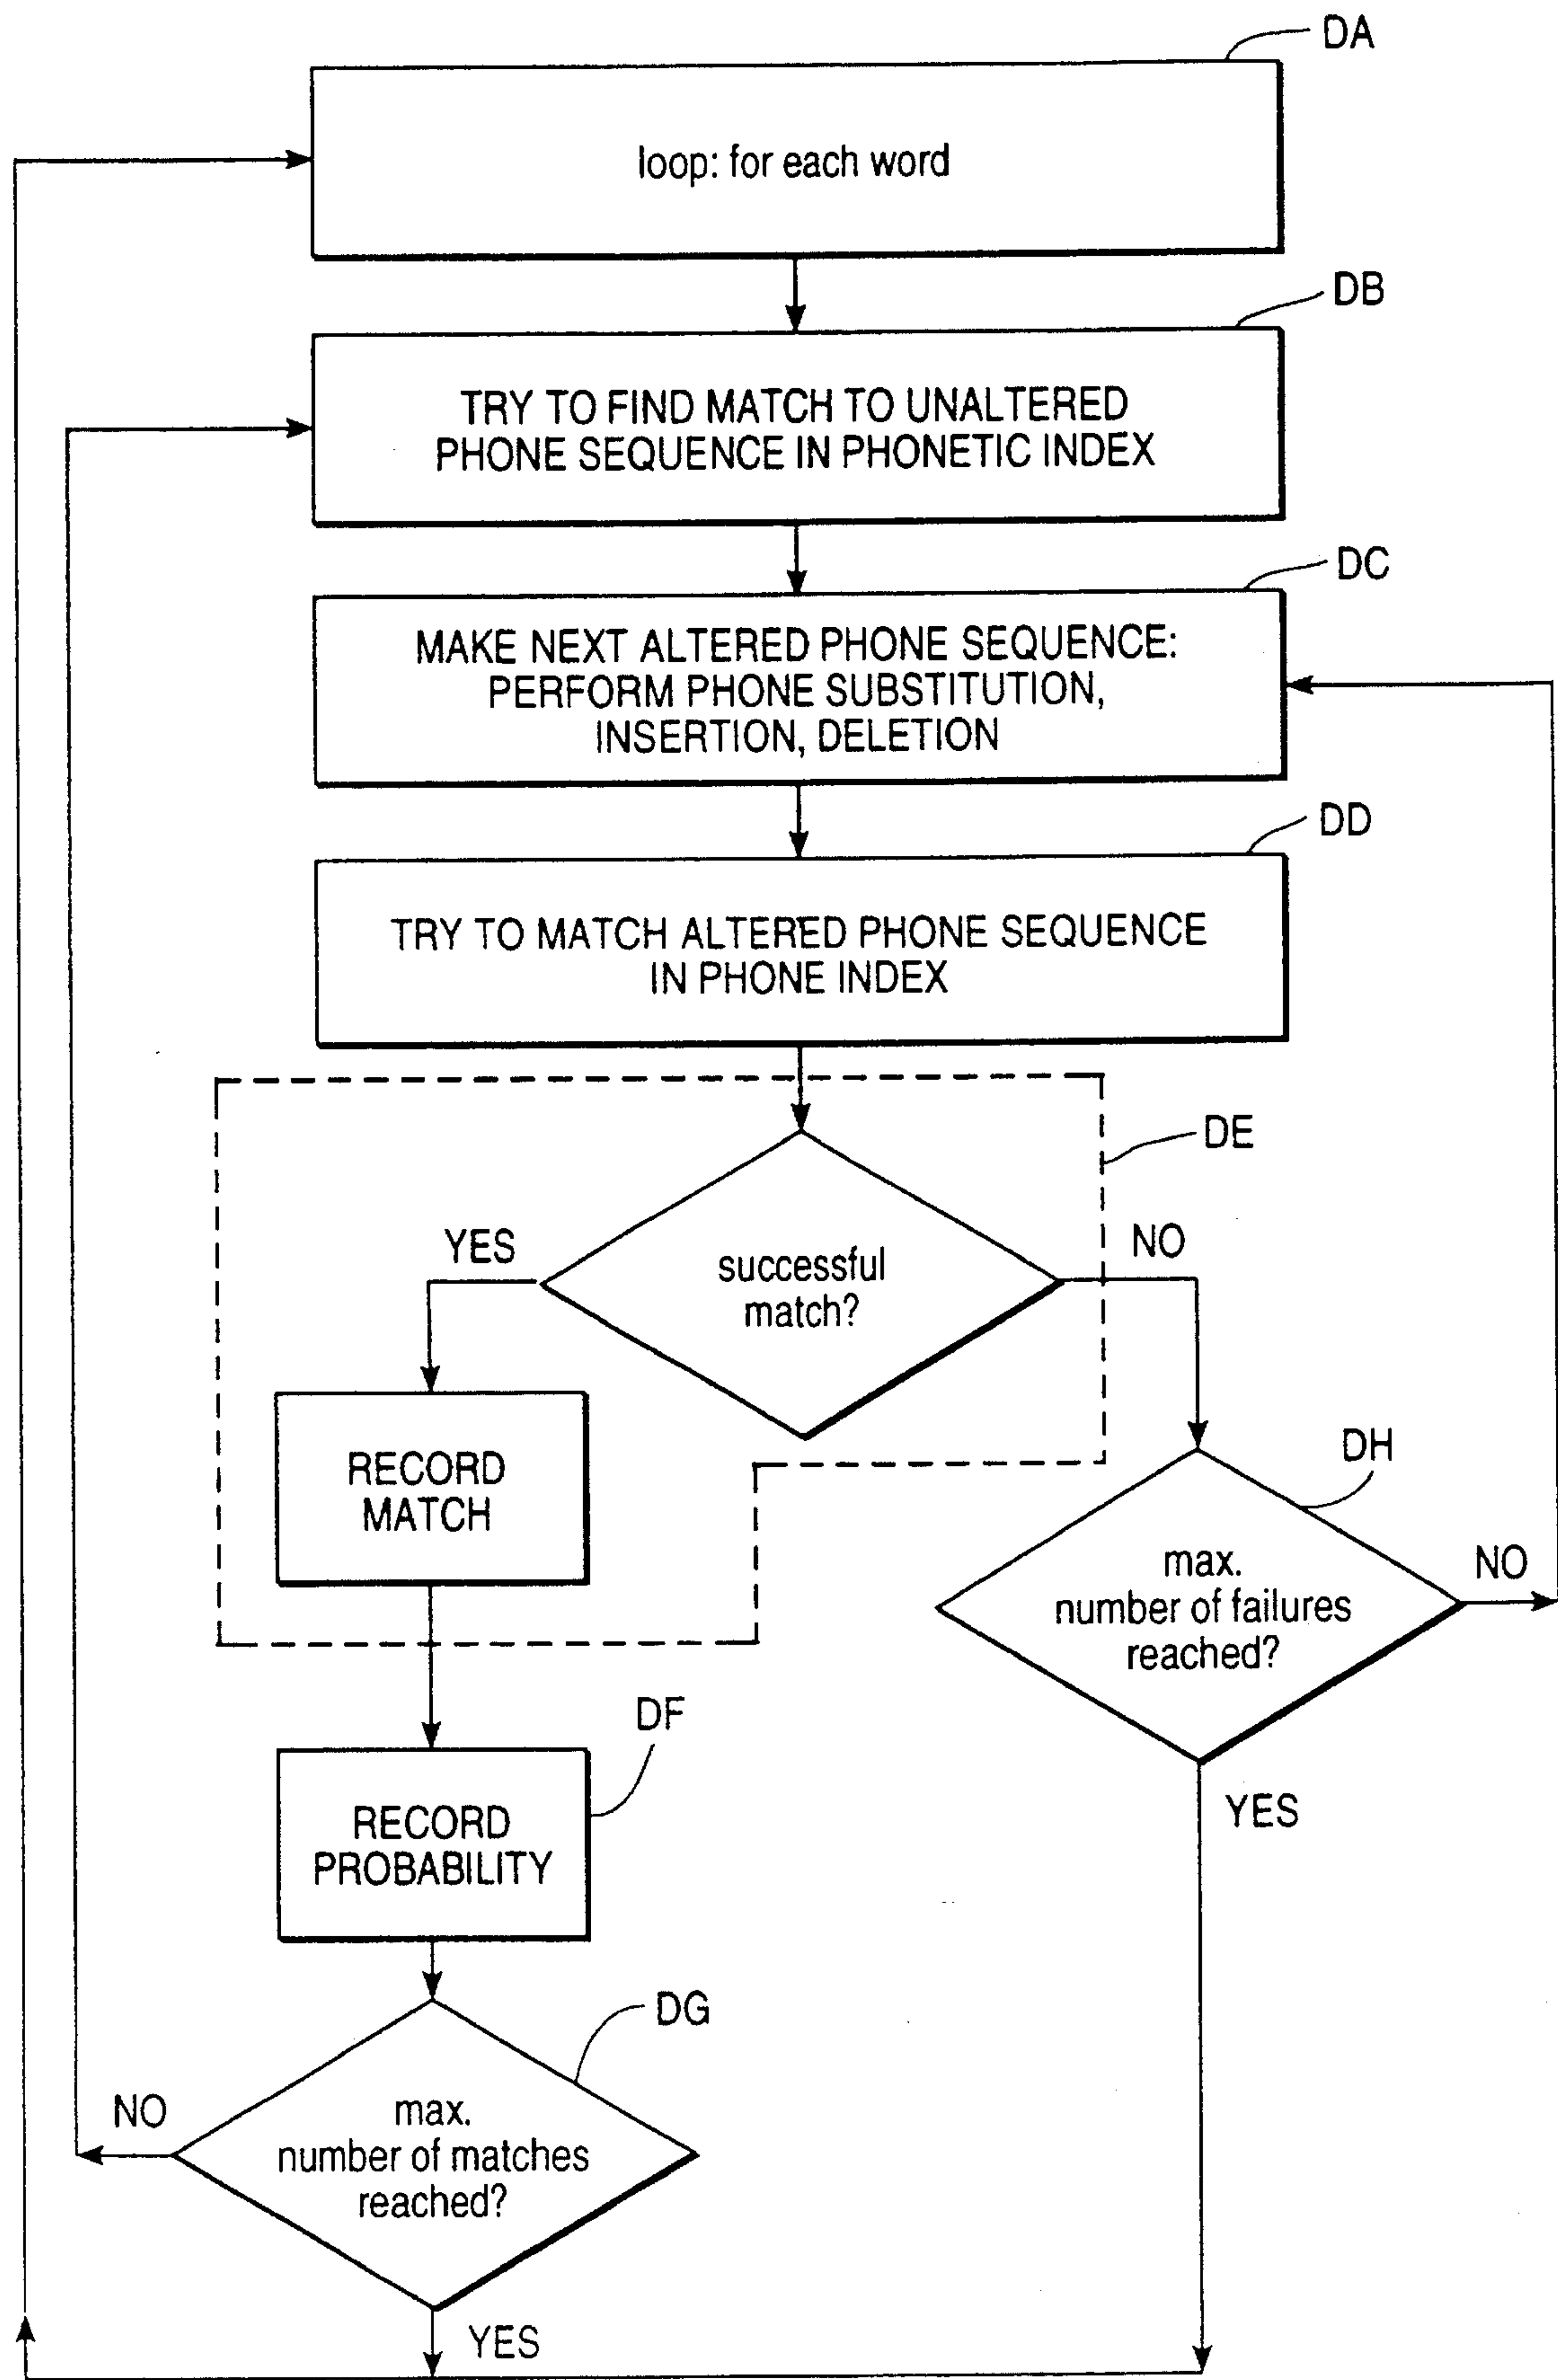 DA
loop: for each word
DB
TRY TO FIND MATCH TO UNALTERED
PHONE SEQUENCE IN PHONETIC INDEX
DC
MAKE NEXT ALTERED PHONE SEQUENCE:
PERFORM PHONE SUBSTITUTION,
INSERTION, DELETION
DD
TRY TO MATCH ALTERED PHONE SEQUENCE
IN PHONE INDEX
DE
YES
successful
match?
NO
RECORD
MATCH
DH
max.
number of failures
reached?
NO
YES
DF
RECORD
PROBABILITY
DG
max.
number of matches
reached?
NO
YES